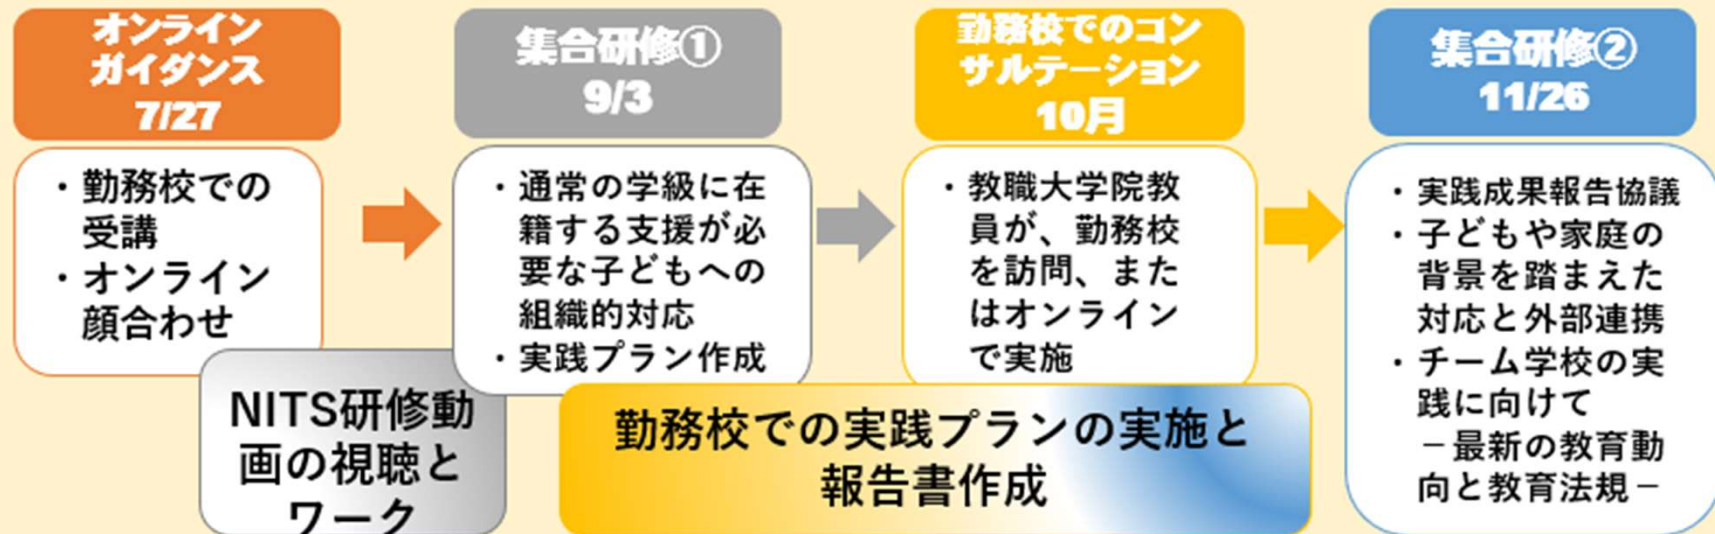 オンライン
ガイダンス
7/27
・勤務校での
受講
・オンライン
顔合わせ
NITS研修動
画の視聴と
ワーク
集合研修①
9/3
・通常の学級に在
籍する支援が必
要な子どもへの
組織的対応
・実践プラン作成
勤務校でのコン
サルテーション
10月
・教職大学院教
員が、勤務校
を訪問、また
はオンライン
で実施
勤務校での実践プランの実施と
報告書作成
集合研修②
11/26
・実践成果報告協議
・子どもや家庭の
背景を踏まえた
対応と外部連携
・チーム学校の実
践に向けて
－最新の教育動
向と教育法規－